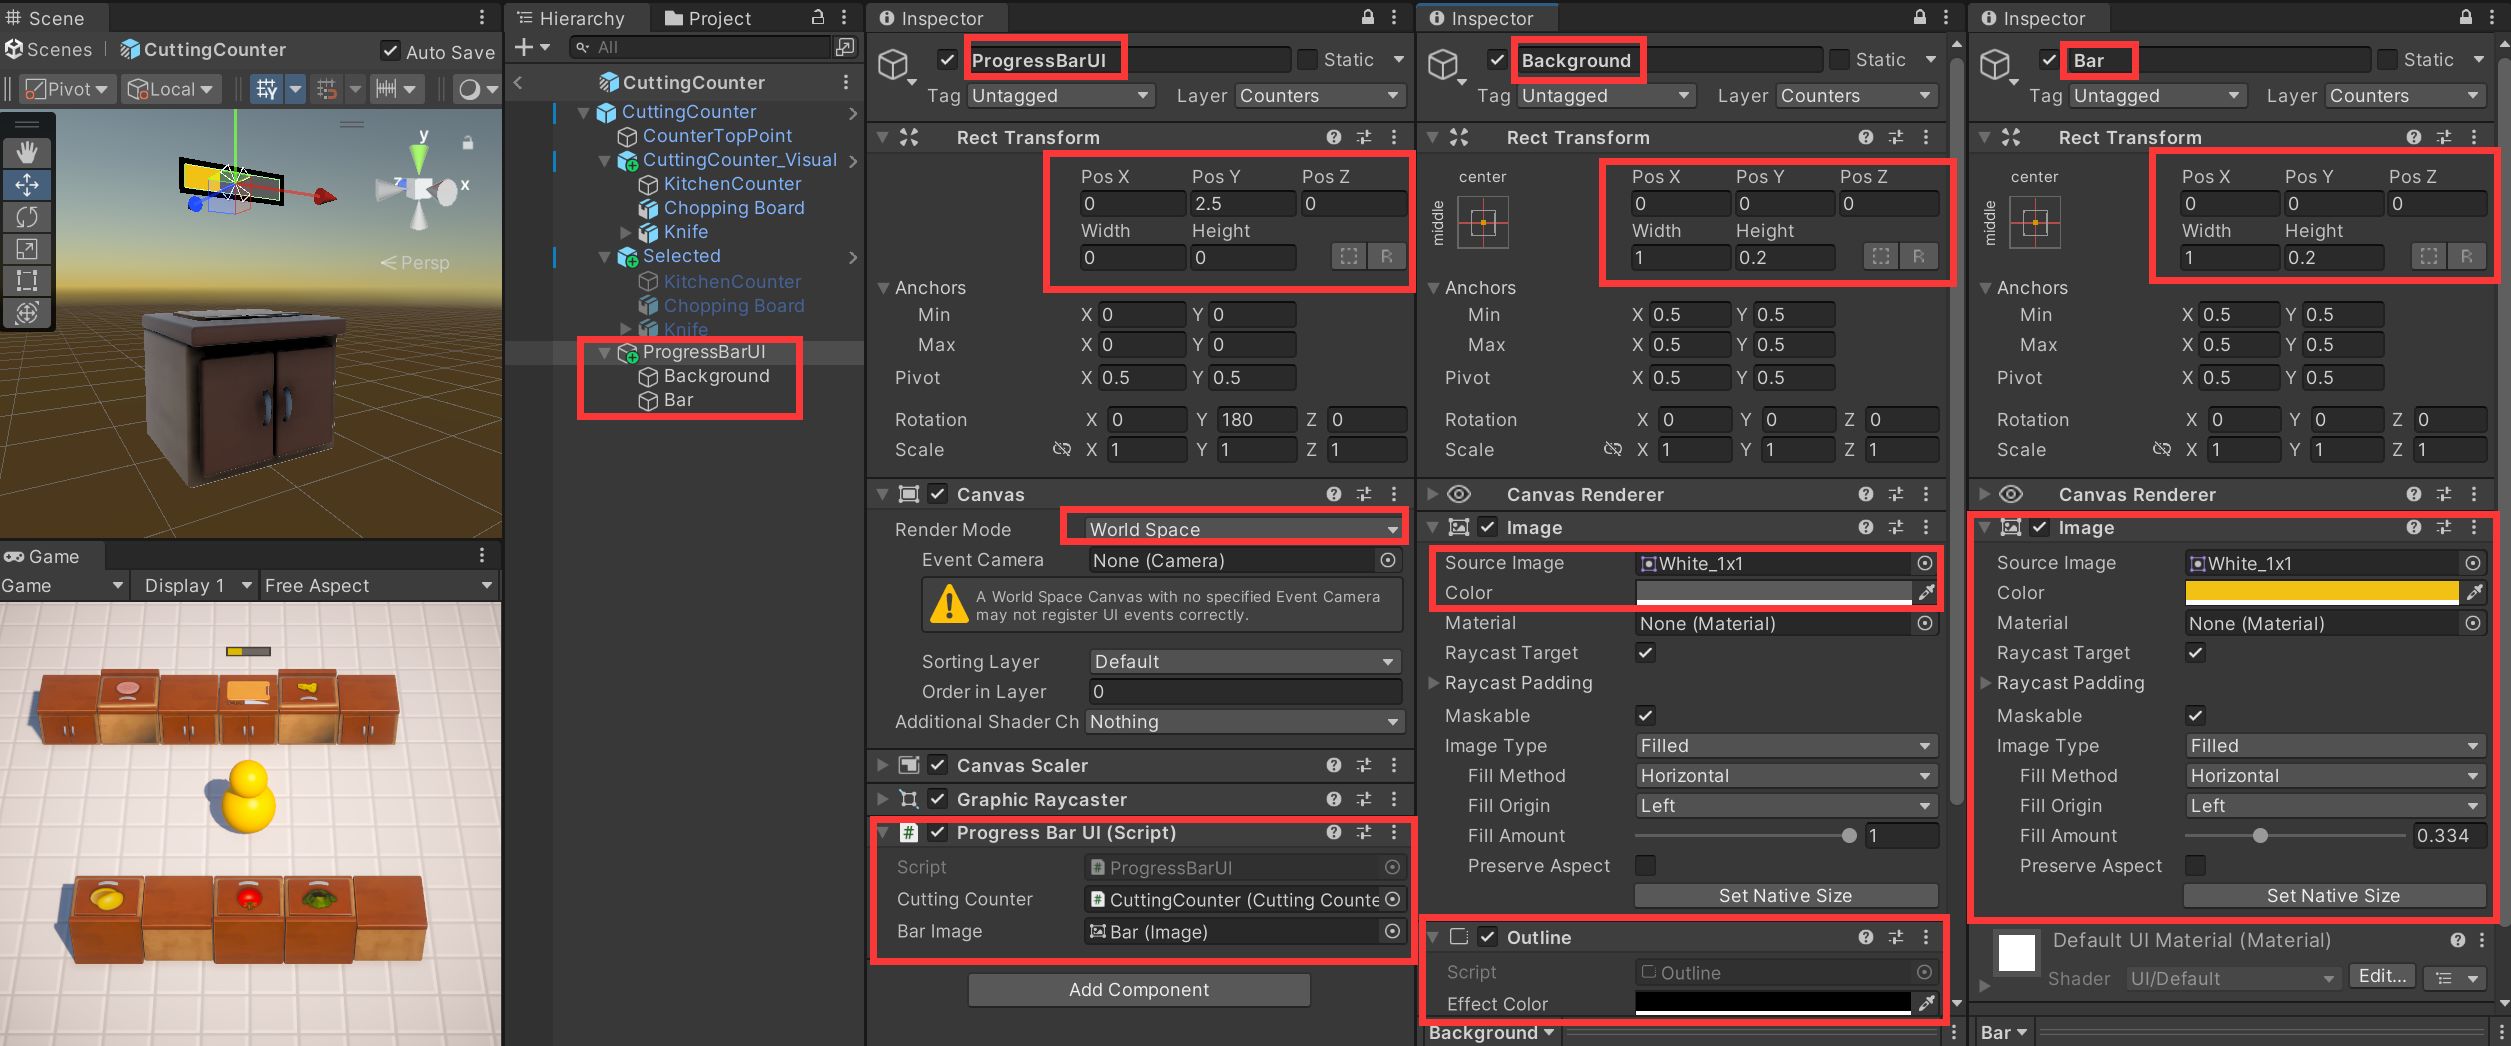 Scene
Scenes
CuttingCounter
Auto Save
Pivot
Local
y
z
x
Persp
Game
Game
Display 1
Free Aspect
Hierarchy
Project
All
CuttingCounter
CuttingCounter
CounterTopPoint
CuttingCounter_Visual
KitchenCounter
Chopping Board
Knife
Selected
KitchenCounter
Chopping Board
Knife
ProgressBarUI
Background
Bar
Inspector
ProgressBarUI
Static
Tag Untagged Layer Counters
Rect Transform
Pos X Pos Y Pos Z
0 2.5 0
Width Height
0 0
R
Anchors
Min X 0 Y 0
Max X 0 Y 0
Pivot X 0.5 Y 0.5
Rotation X 0 Y 180 Z 0
Scale X 1 Y 1 Z 1
Canvas
Render Mode World Space
Event Camera None (Camera)
A World Space Canvas with no specified Event Camera
may not register UI events correctly.
Sorting Layer Default
Order in Layer 0
Additional Shader Ch Nothing
Canvas Scaler
Graphic Raycaster
Progress Bar UI (Script)
Script ProgressBarUI
Cutting Counter CuttingCounter (Cutting Counte
Bar Image Bar (Image)
Add Component
Inspector
Background
Static
Tag Untagged Layer Counters
Rect Transform
center
middle
Pos X Pos Y Pos Z
0 0 0
Width Height
1 0.2
R
Anchors
Min X 0.5 Y 0.5
Max X 0.5 Y 0.5
Pivot X 0.5 Y 0.5
Rotation X 0 Y 0 Z 0
Scale X 1 Y 1 Z 1
Canvas Renderer
Image
Source Image White_1x1
Color
Material None (Material)
Raycast Target
Raycast Padding
Maskable
Image Type Filled
Fill Method Horizontal
Fill Origin Left
Fill Amount 1
Preserve Aspect
Set Native Size
Outline
Script Outline
Effect Color
Background
Inspector
Bar
Static
Tag Untagged Layer Counters
Rect Transform
center
middle
Pos X Pos Y Pos Z
0 0 0
Width Height
1 0.2
R
Anchors
Min X 0.5 Y 0.5
Max X 0.5 Y 0.5
Pivot X 0.5 Y 0.5
Rotation X 0 Y 0 Z 0
Scale X 1 Y 1 Z 1
Canvas Renderer
Image
Source Image White_1x1
Color
Material None (Material)
Raycast Target
Raycast Padding
Maskable
Image Type Filled
Fill Method Horizontal
Fill Origin Left
Fill Amount 0.334
Preserve Aspect
Set Native Size
Default UI Material (Material)
Shader UI/Default Edit...
Bar